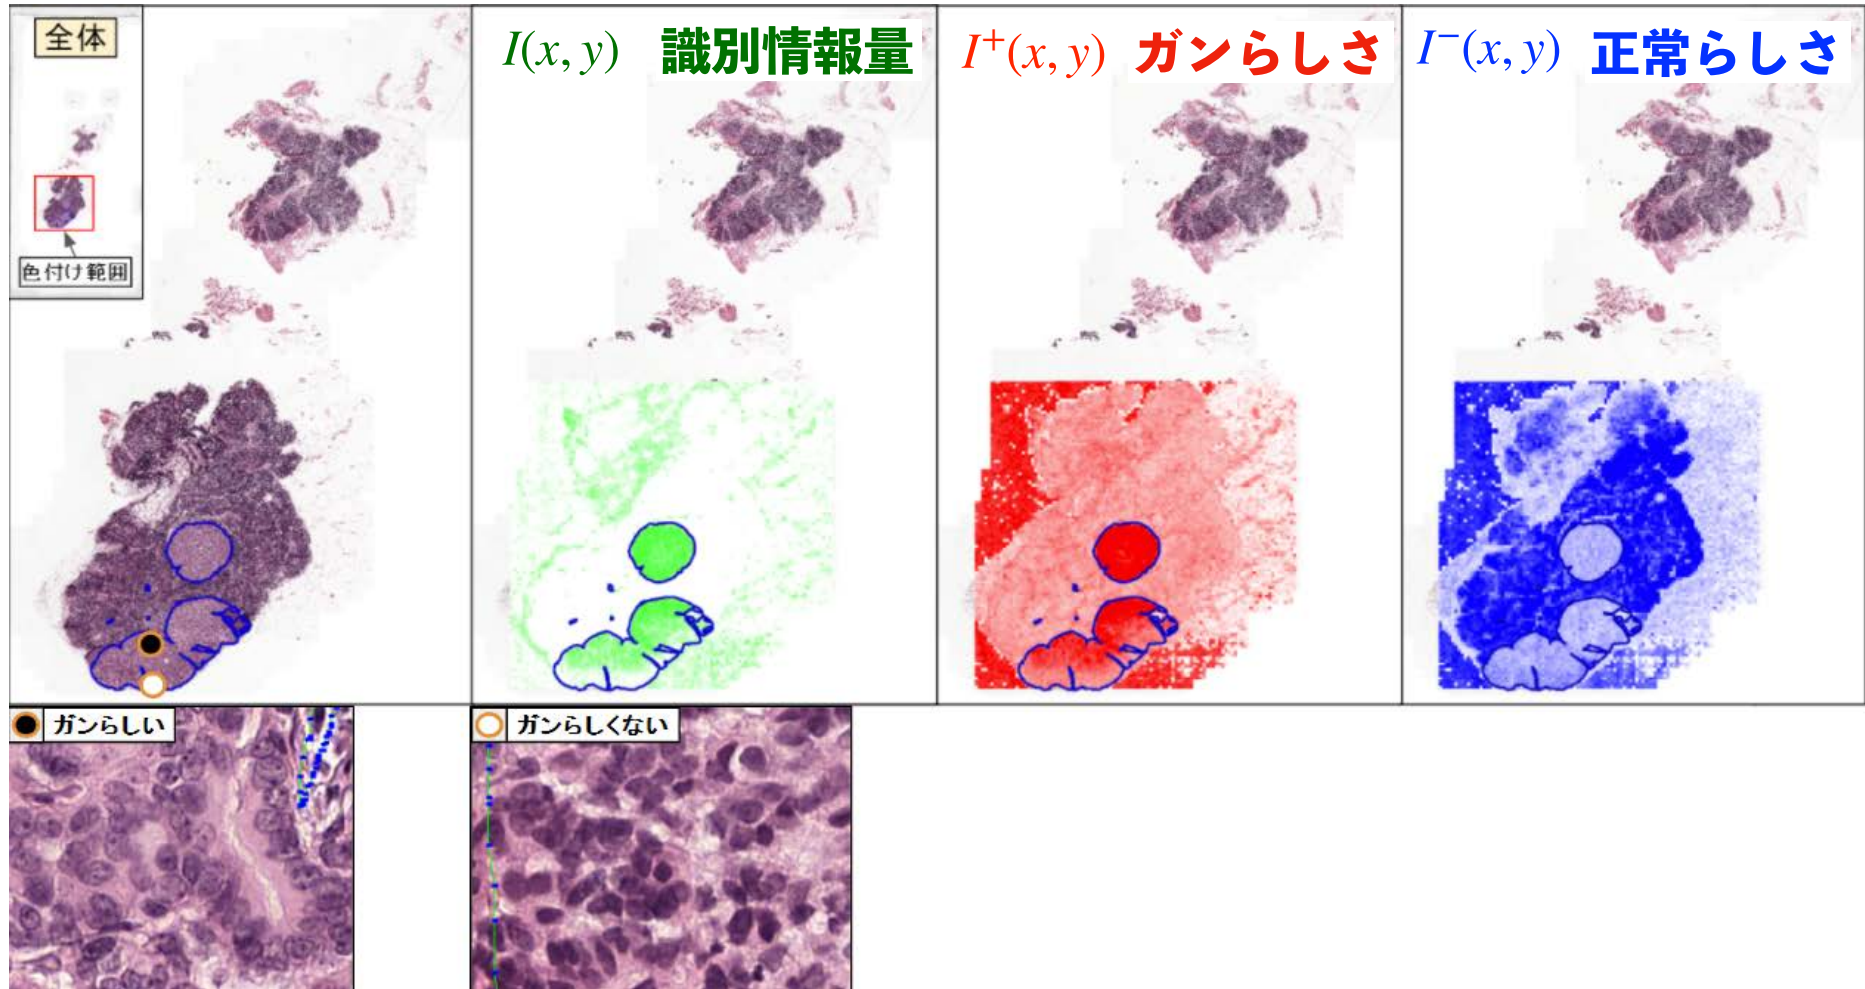 全体
色付け範囲
I(x, y) 識別情報量
I⁺(x, y) ガンらしさ
I⁻(x, y) 正常らしさ
ガンらしい
ガンらしくない